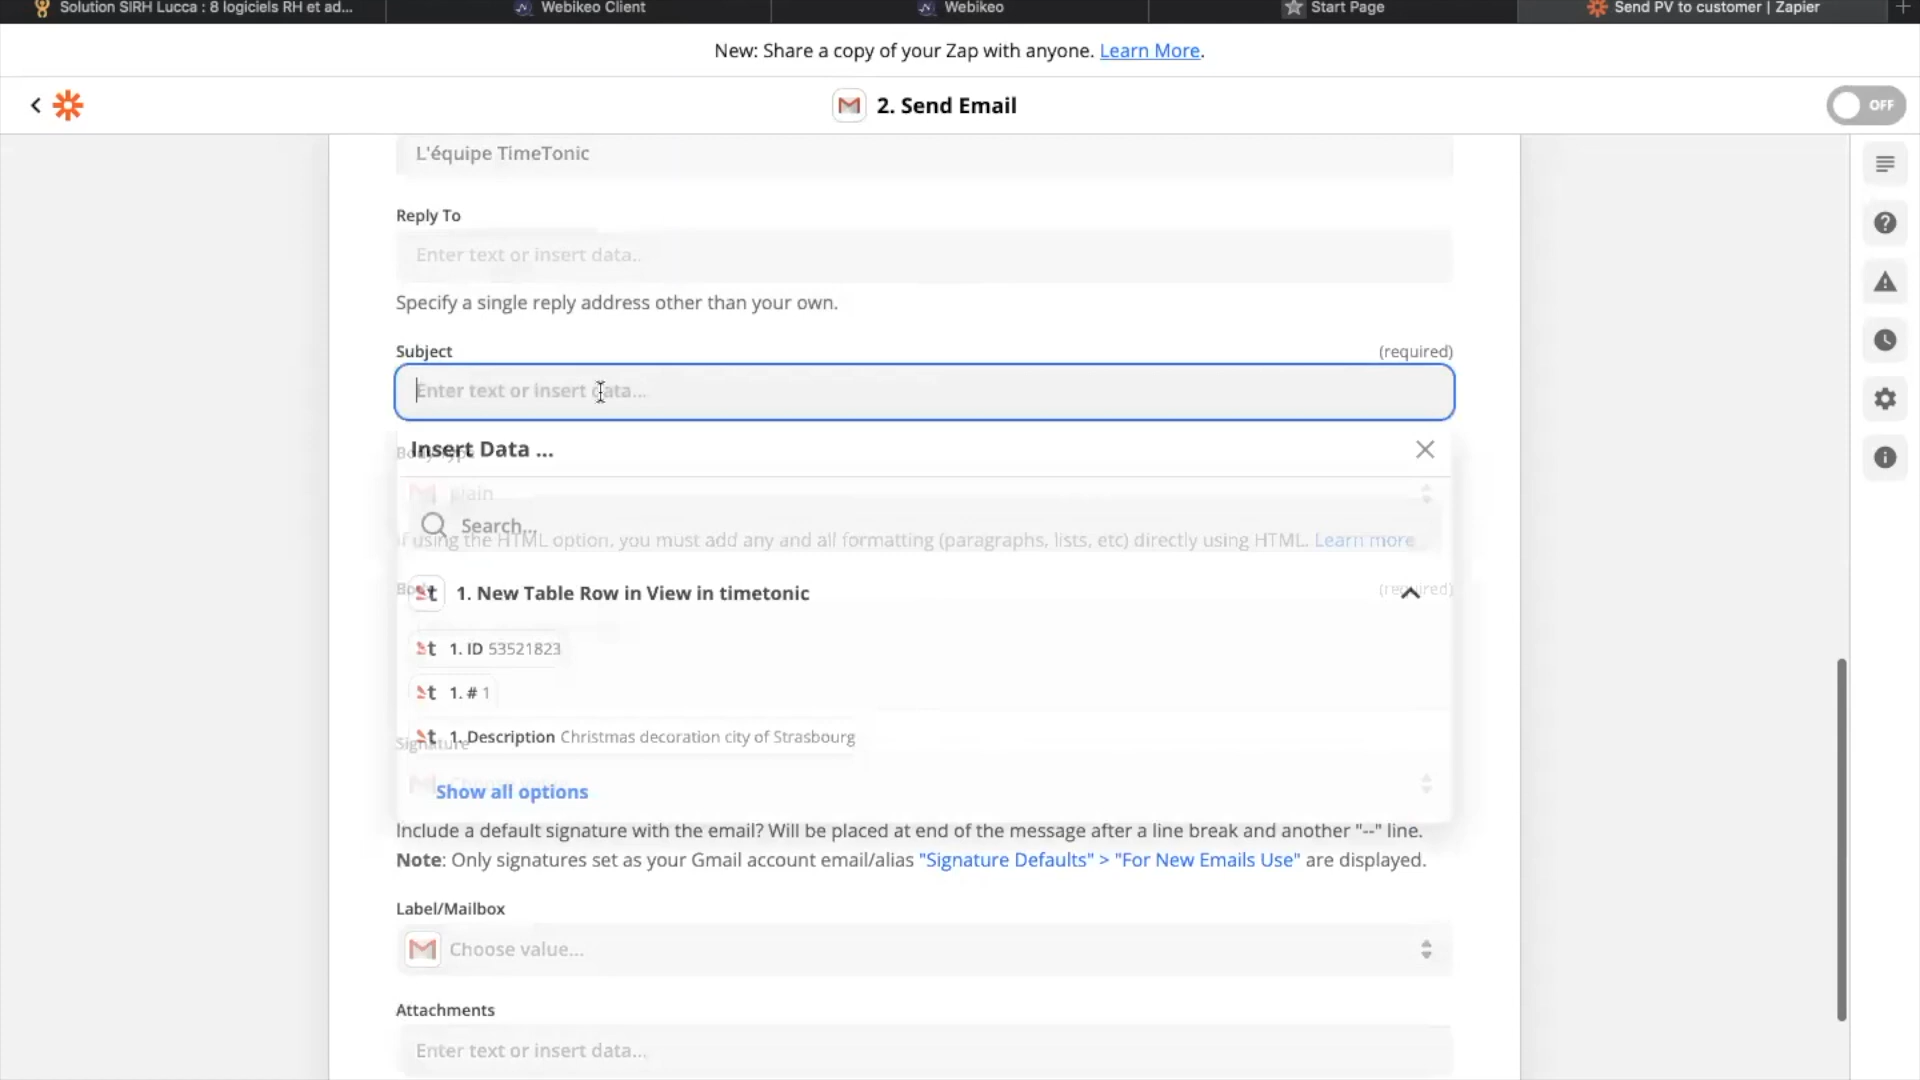 Solution SIRH Lucca : 8 logiciels RH et ad...
Webikeo Client
Webikeo
Start Page
Send PV to customer | Zapier
New: Share a copy of your Zap with anyone. Learn More.
2. Send Email
OFF
L'équipe TimeTonic
Reply To
Enter text or insert data...
Specify a single reply address other than your own.
Subject
(required)
Enter text or insert data...
Insert Data ...
plain
Search...
if using the HTML option, you must add any and all formatting (paragraphs, lists, etc) directly using HTML. Learn more
1. New Table Row in View in timetonic
(required)
1. ID 53521823
1. # 1
1. Description Christmas decoration city of Strasbourg
Signature
Show all options
Include a default signature with the email? Will be placed at end of the message after a line break and another "--" line.
Note: Only signatures set as your Gmail account email/alias "Signature Defaults" > "For New Emails Use" are displayed.
Label/Mailbox
Choose value...
Attachments
Enter text or insert data...